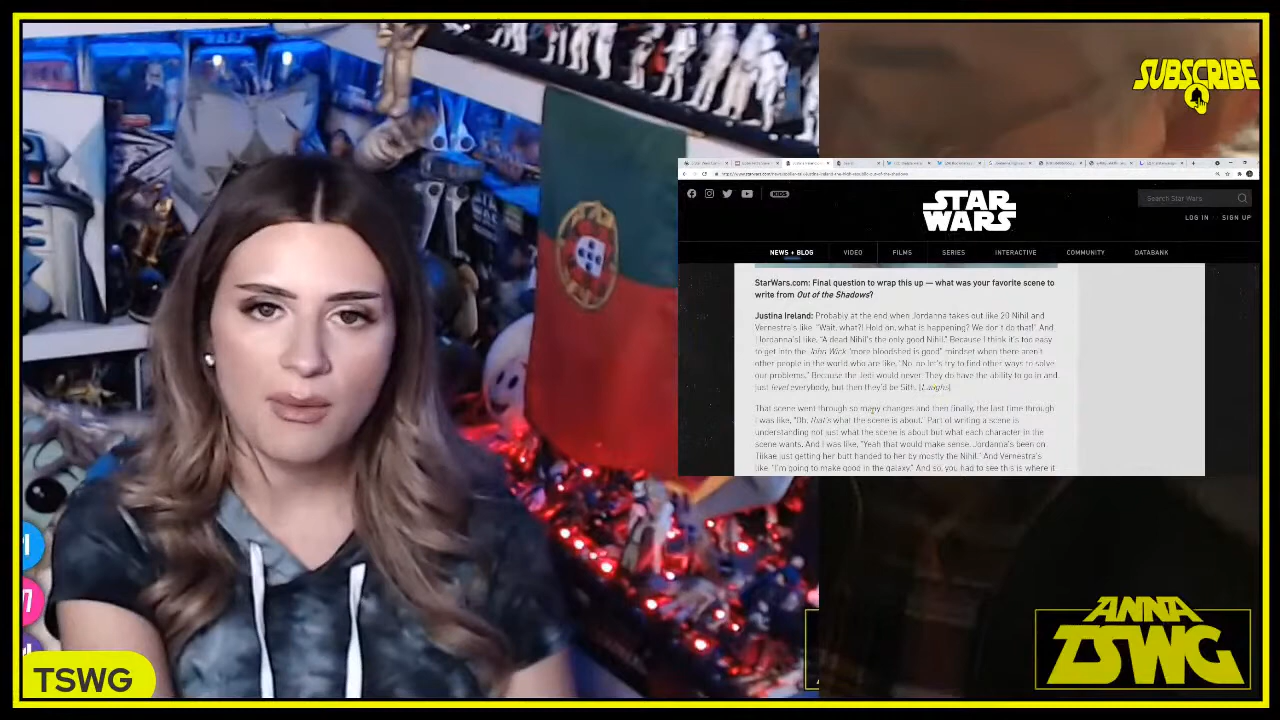 SUBSCRIBE
KIDS
STAR
WARS
Search Star Wars
LOG IN SIGN UP
NEWS + BLOG VIDEO FILMS SERIES INTERACTIVE COMMUNITY DATABANK
StarWars.com: Final question to wrap this up — what was your favorite scene to
write from Out of the Shadows?
Justina Ireland: Probably at the end when Jordanna takes out like 20 Nihil and
Vernestra's like, "Wait, what?! Hold on, what is happening? We don't do that!" And
[Jordanna's] like, "A dead Nihil's the only good Nihil." Because I think it's too easy
to get into the John Wick "more bloodshed is good" mindset when there aren't
other people in the world who are like, "No, no let's try to find other ways to solve
our problems." Because the Jedi would never. They do have the ability to go in and
just level everybody, but then they'd be Sith. [Laughs]
That scene went through so many changes and then finally, the last time through
I was like, "Oh, that's what the scene is about." Part of writing a scene is
understanding not just what the scene is about but what each character in the
scene wants. And I was like, "Yeah that would make sense. Jordanna's been on
Tiikae just getting her butt handed to her by mostly the Nihil." And Vernestra's
like, "I'm going to make good in the galaxy." And so, you had to see this is where it
TSWG
ANNA
TSWG